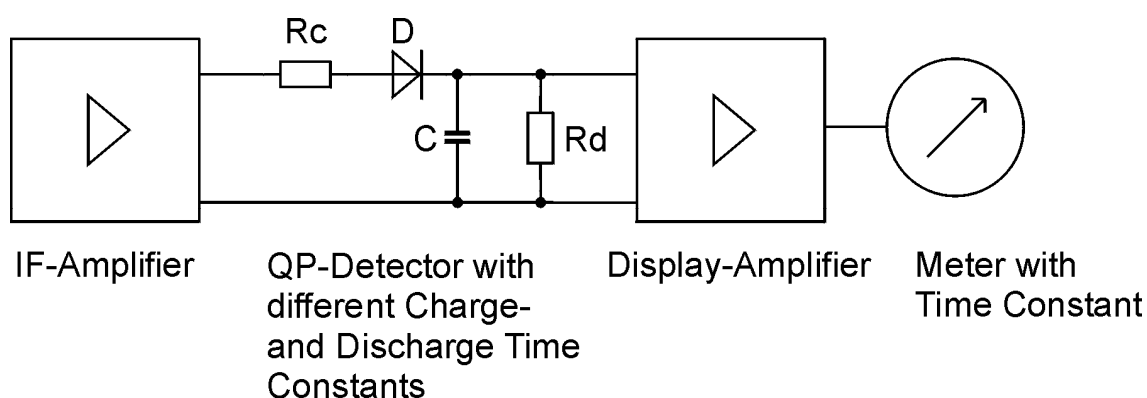 Rc
D
C
Rd
IF-Amplifier
QP-Detector with
different Charge-
and Discharge Time
Constants
Display-Amplifier
Meter with
Time Constant